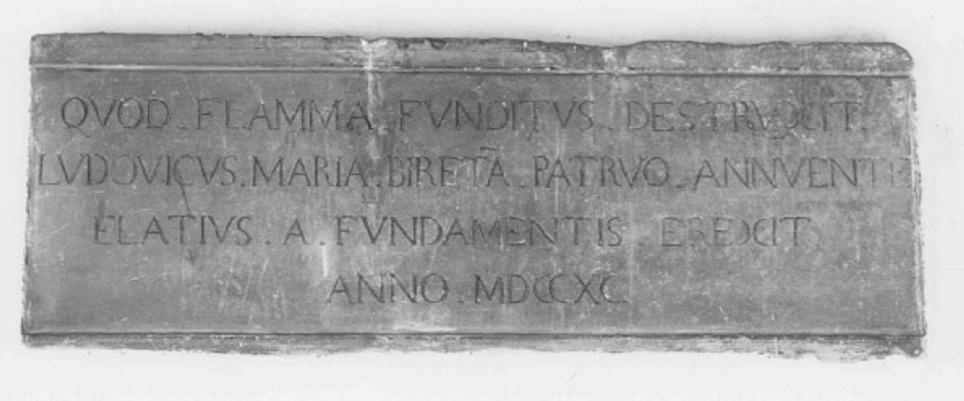 QVOD . FLAMMA FVNDITVS . DESTRVXIT.
LVDOVICVS . MARIA . BIRETA . PATRVO . ANNVENTE
ELATIVS . A . FVNDAMENTIS . EREXIT
ANNO . MDCCXC